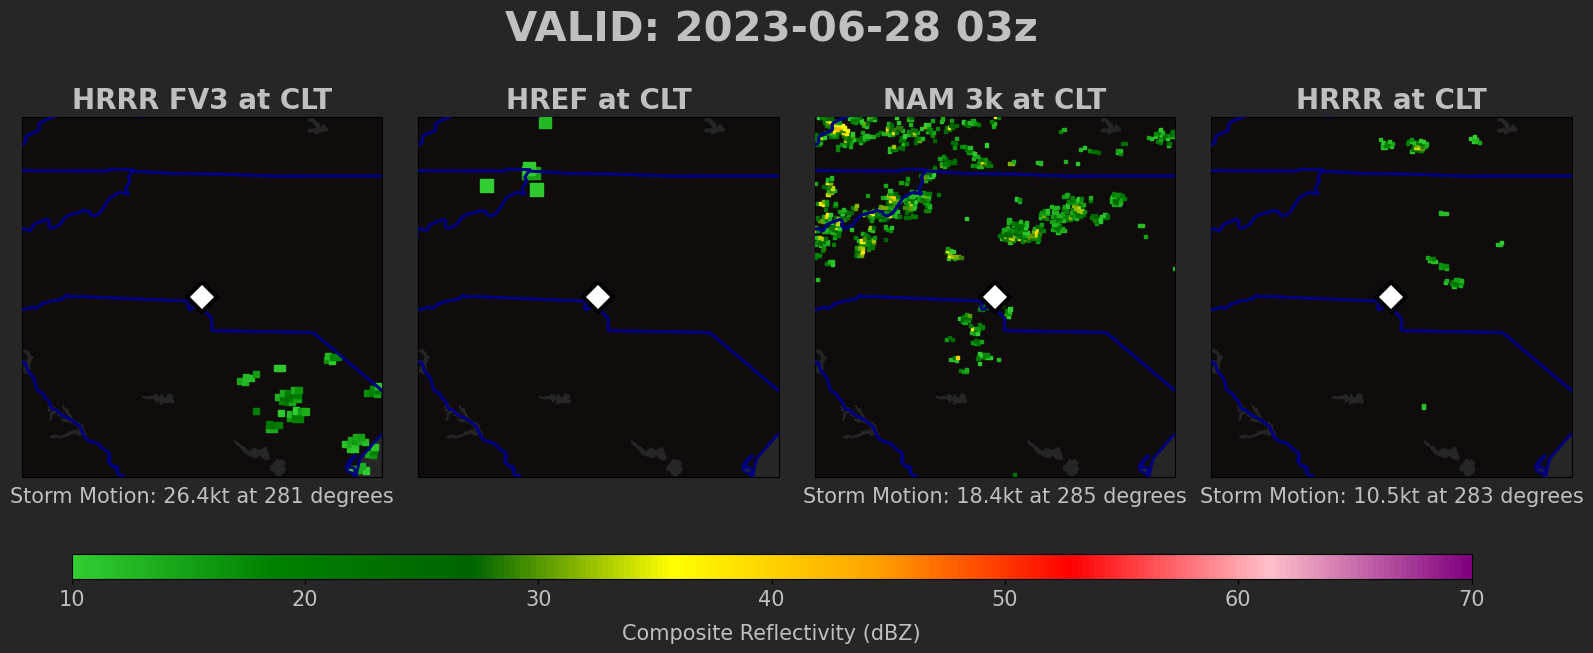 VALID: 2023-06-28 03z
HRRR FV3 at CLT
HREF at CLT
NAM 3k at CLT
HRRR at CLT
Storm Motion: 26.4kt at 281 degrees
Storm Motion: 18.4kt at 285 degrees
Storm Motion: 10.5kt at 283 degrees
10 20 30 40 50 60 70
Composite Reflectivity (dBZ)